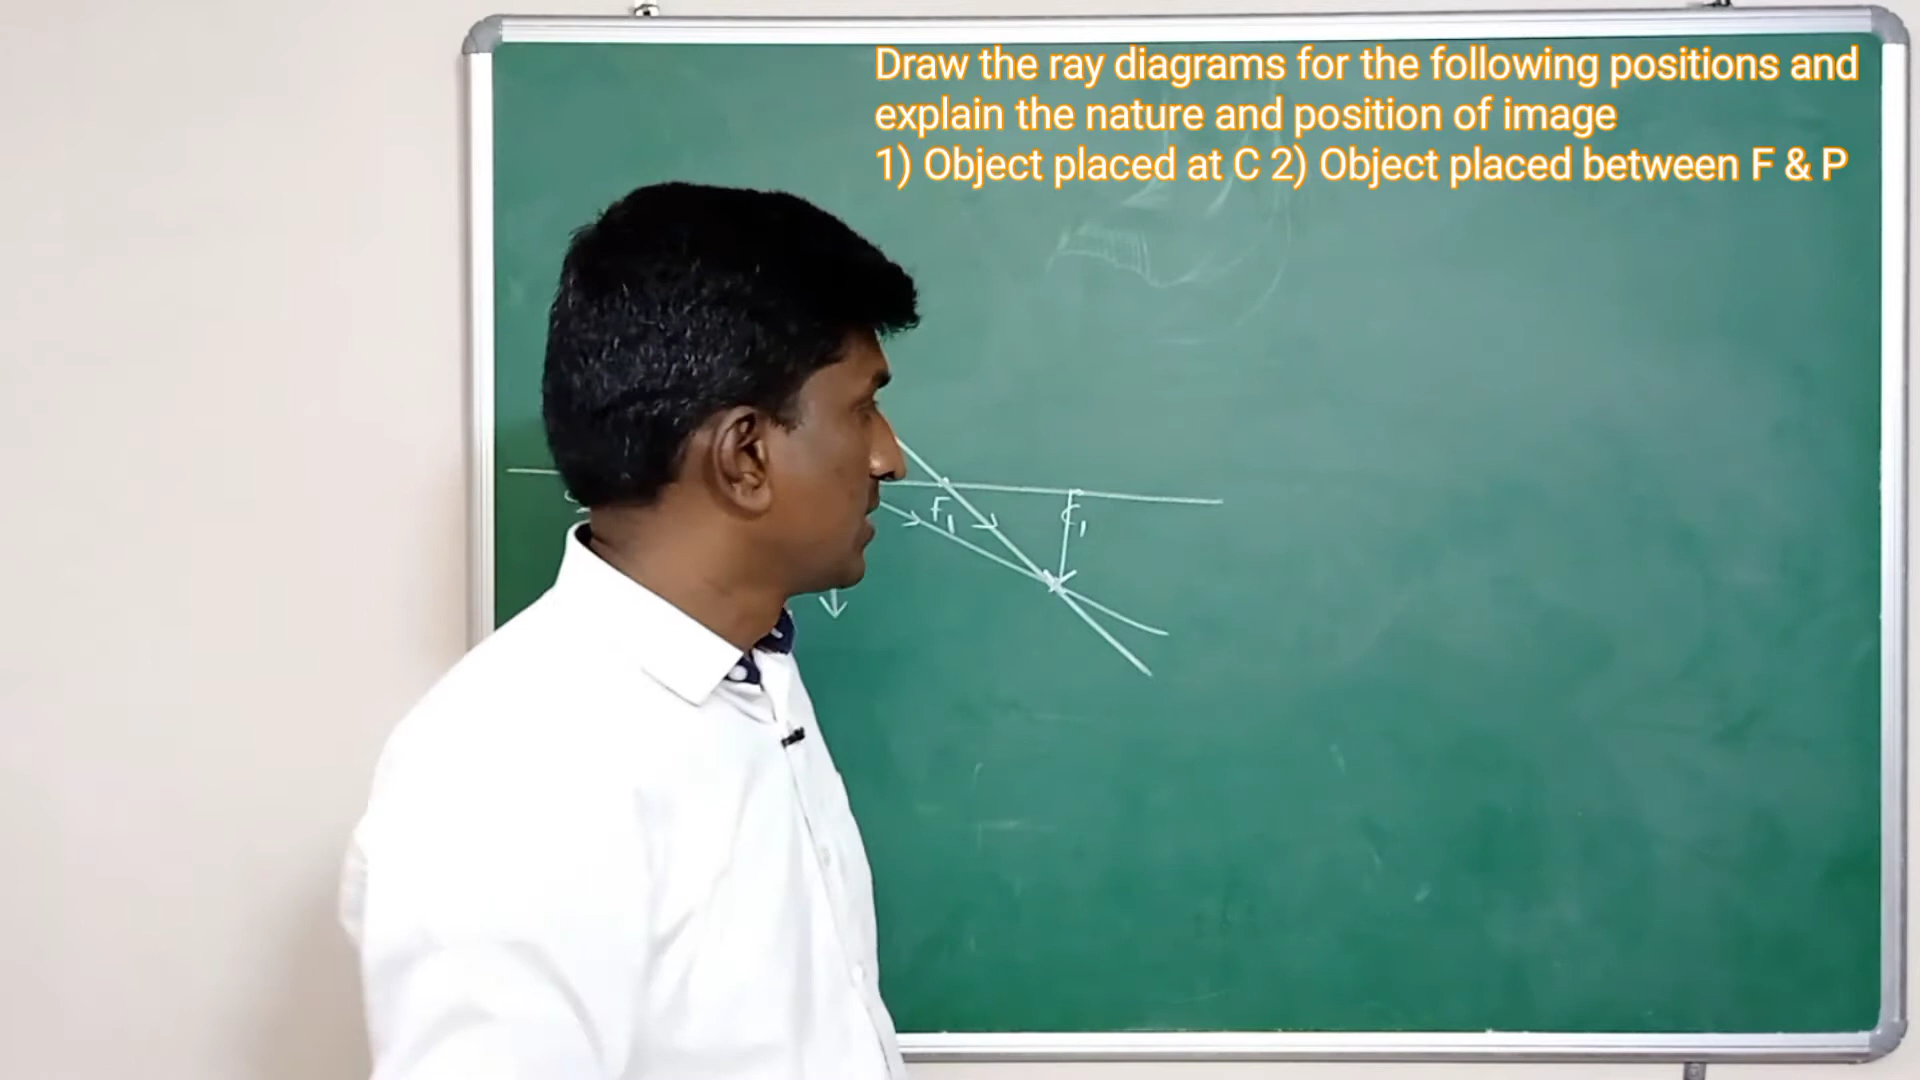 Draw the ray diagrams for the following positions and
explain the nature and position of image
1) Object placed at C 2) Object placed between F & P
F1
C1